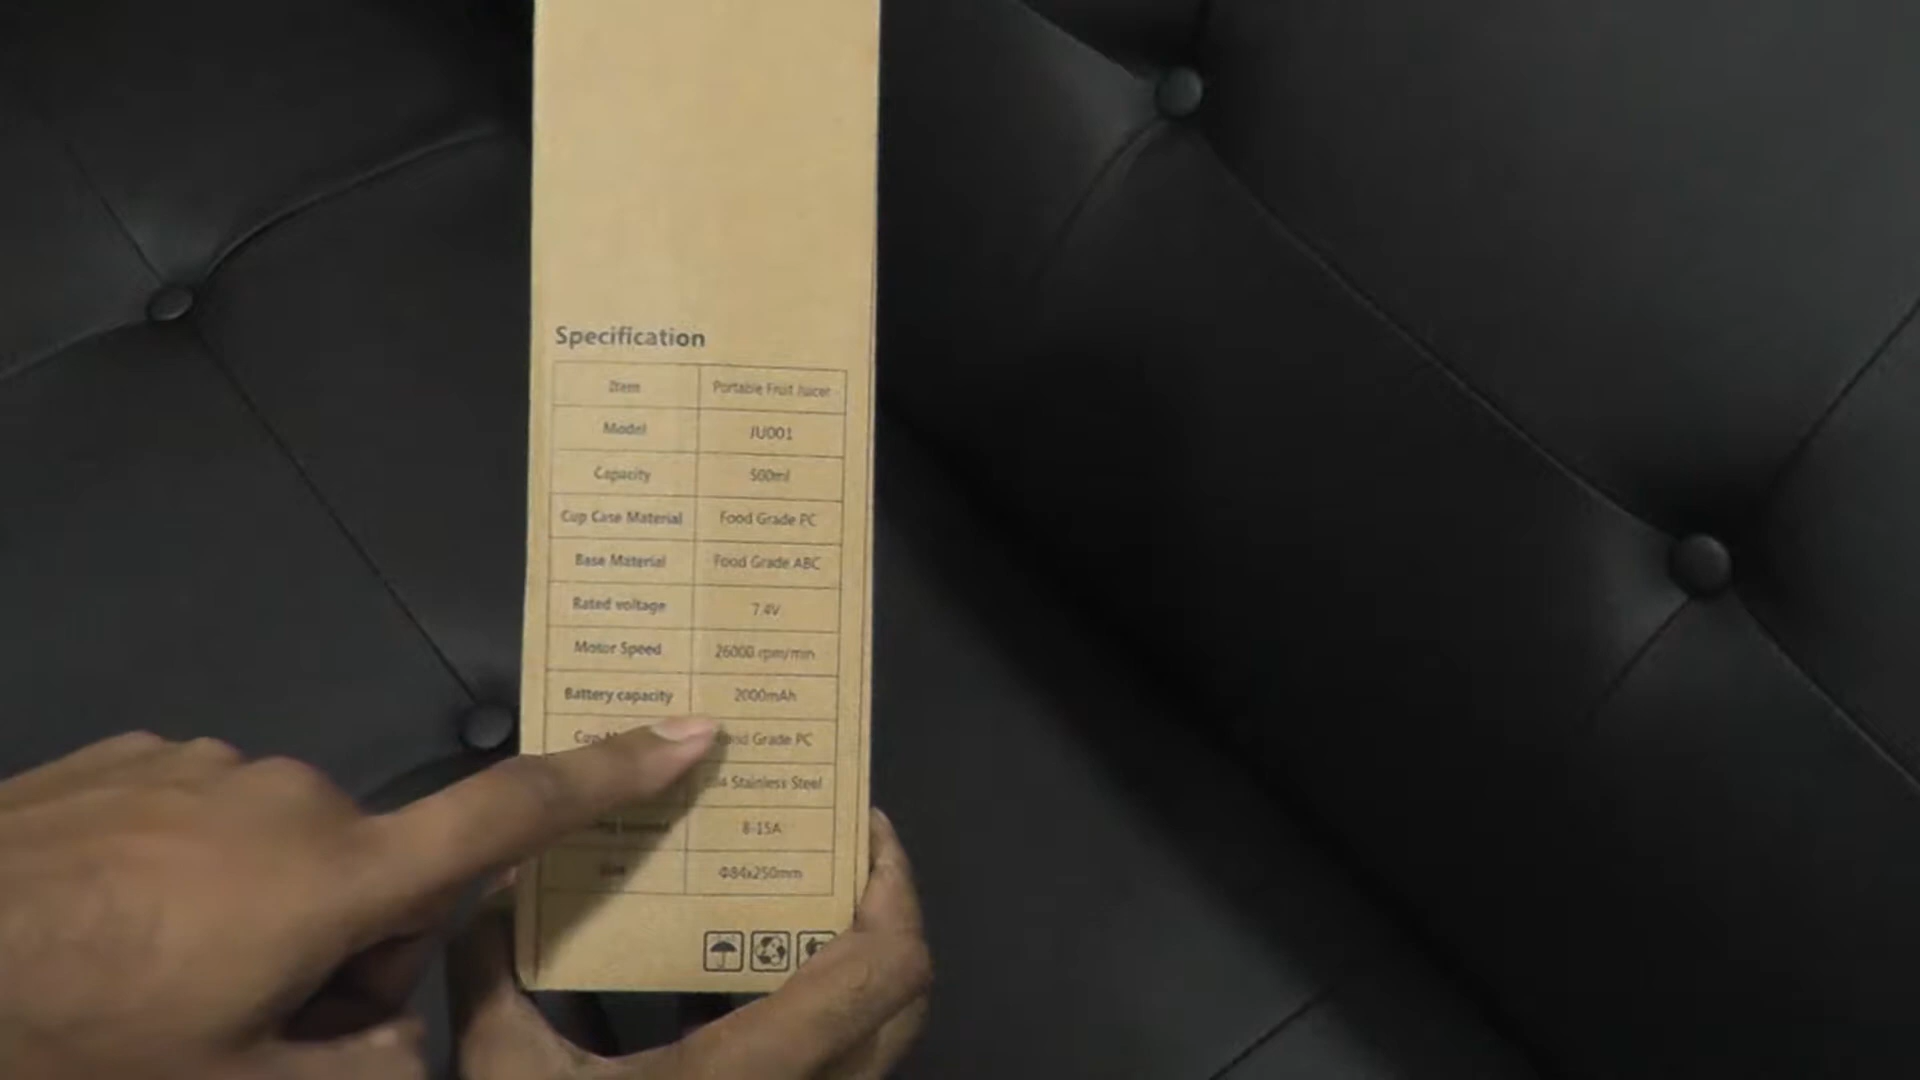 Specification
Item Portable Fruit Juicer
Model JU001
Capacity 500ml
Cup Case Material Food Grade PC
Base Material Food Grade ABC
Rated voltage 7.4V
Motor Speed 26000 rpm/min
Battery capacity 2000mAh
Cup Grade PC
Stainless Steel
8-15A
Φ84x250mm